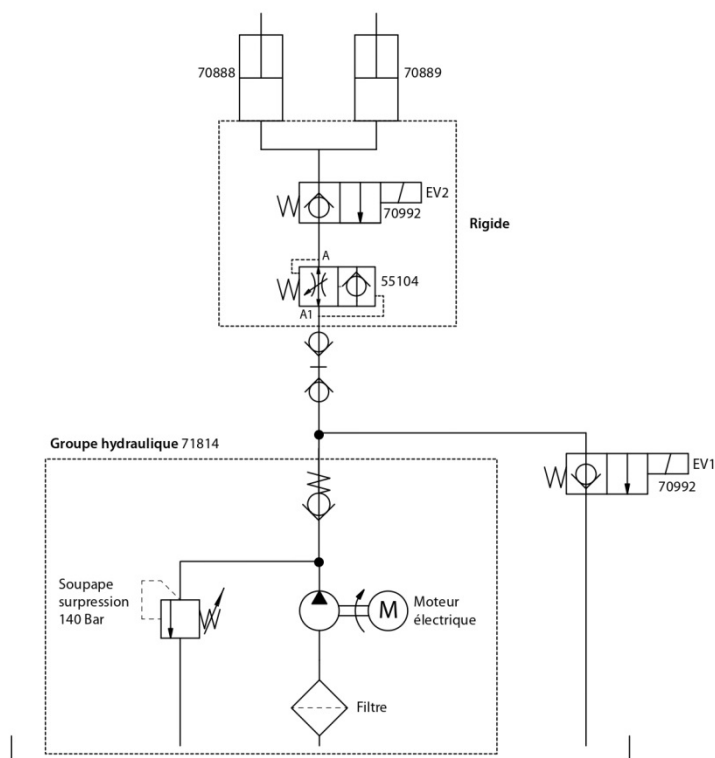 70888
70889
EV2
70992
Rigide
A
55104
A1
Groupe hydraulique 71814
EV1
70992
Soupape
surpression
140 Bar
M
Moteur
électrique
Filtre